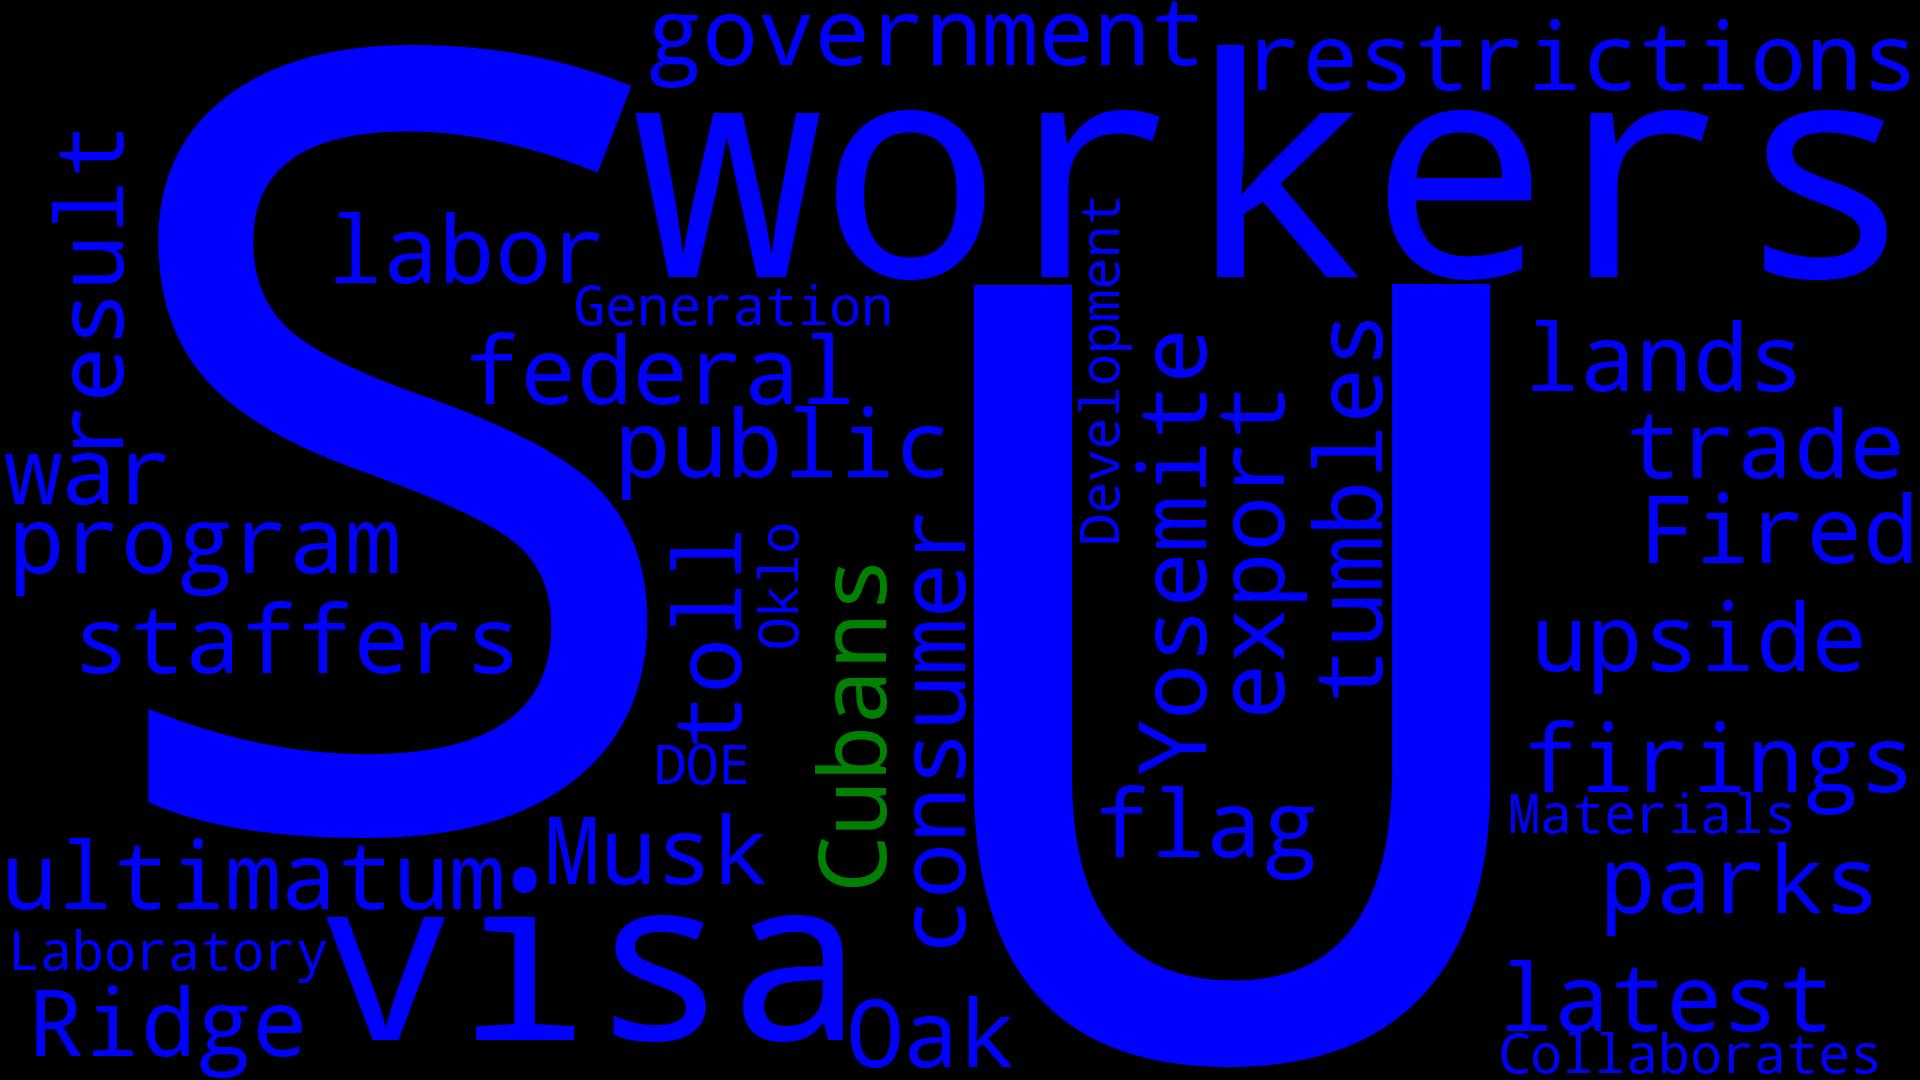 government
restrictions
S
workers
result
labor
Generation
Development
federal
lands
public
Yosemite
export
tumbles
trade
war
Fired
program
toll
Oklo
Cubans
consumer
U
staffers
upside
DOE
firings
Materials
Musk
flag
ultimatum
parks
Laboratory
visa
latest
Ridge
Oak
Collaborates